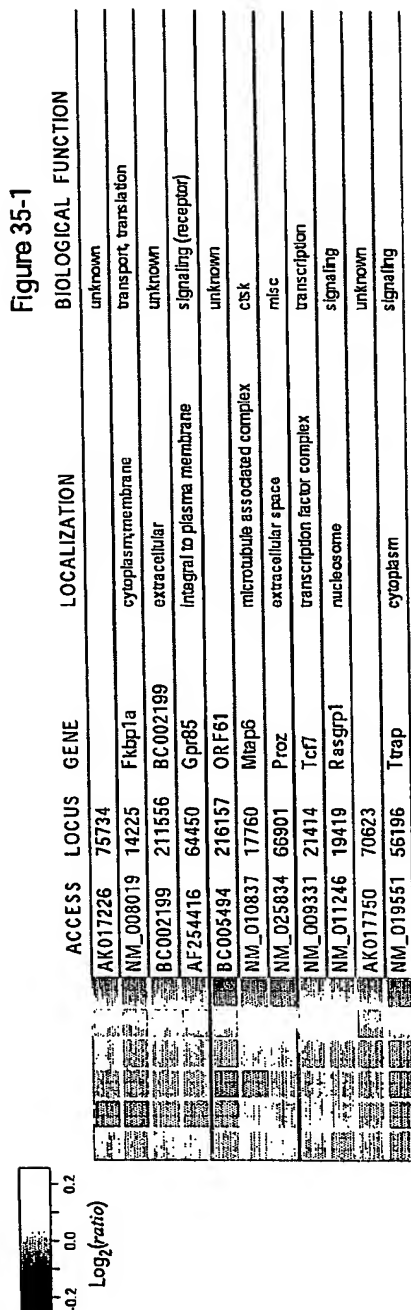 Figure 35-1
ACCESS LOCUS GENE LOCALIZATION BIOLOGICAL FUNCTION
AK017226 75734 unknown
NM_008019 14225 Fkbp1a cytoplasm;membrane transport, translation
BC002199 211556 BC002199 extracellular unknown
AF254416 64450 Gpr85 integral to plasma membrane signaling (receptor)
BC005494 216157 ORF61 unknown
NM_010837 17760 Mtap6 microtubule associated complex ctsk
NM_025834 66901 Proz extracellular space misc
NM_009331 21414 Tcf7 transcription factor complex transcription
NM_011246 19419 Rasgrp1 nucleosome signaling
AK017750 70623 unknown
NM_019551 56196 Ttrap cytoplasm signaling
-0.2 0.0 0.2
Log2(ratio)